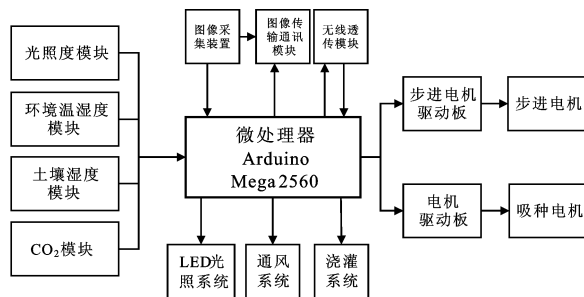 光照度模块
环境温湿度
模块
土壤湿度
模块
CO₂模块
图像采
集装置
图像传
输通讯
模块
无线透
传模块
微处理器
Arduino
Mega 2560
LED光
照系统
通风
系统
浇灌
系统
步进电机
驱动板
步进电机
电机
驱动板
吸种电机